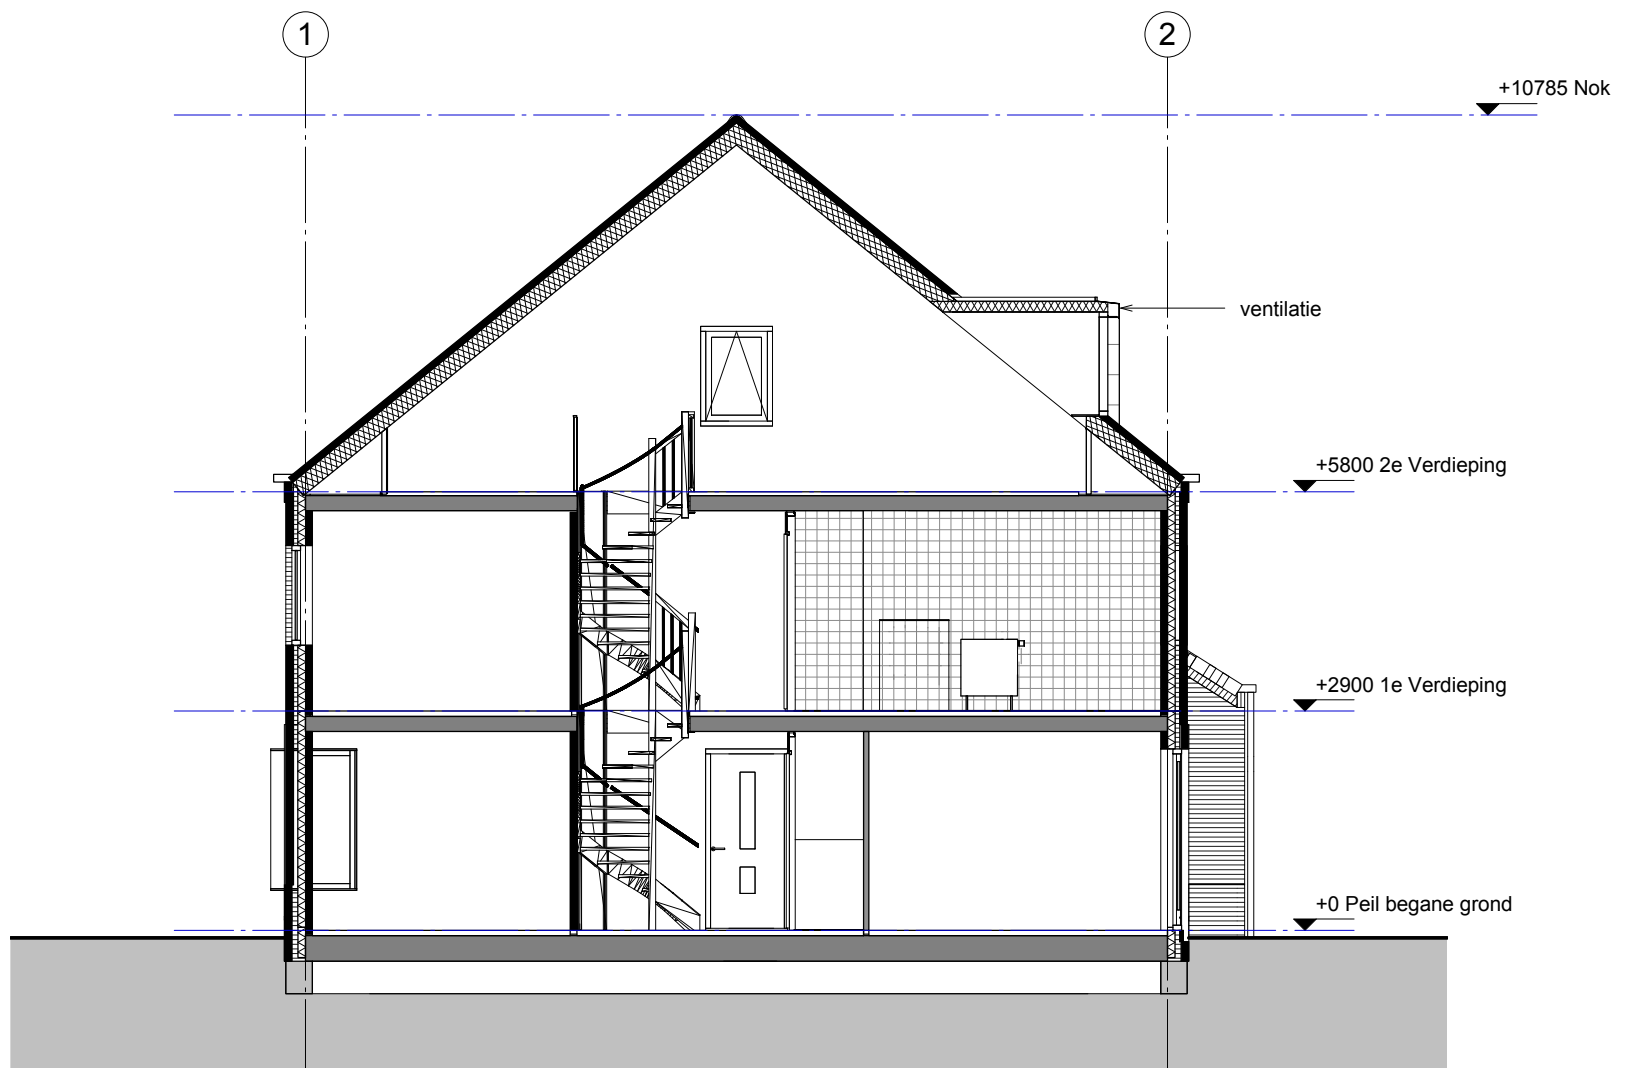 1
2
+10785 Nok
ventilatie
+5800 2e Verdieping
+2900 1e Verdieping
+0 Peil begane grond